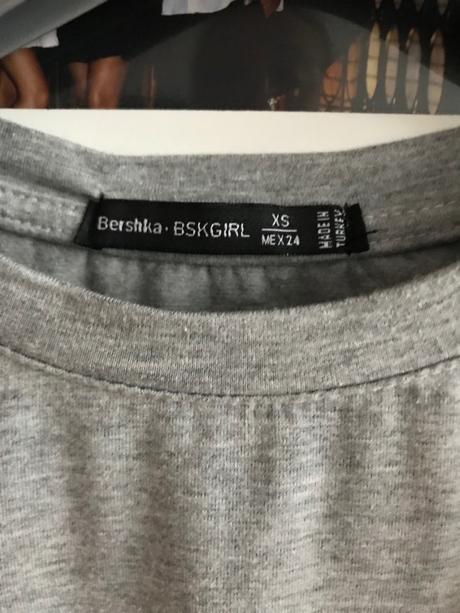 Bershka · BSKGIRL
XS
MEX 24
MADE IN
TURKEY